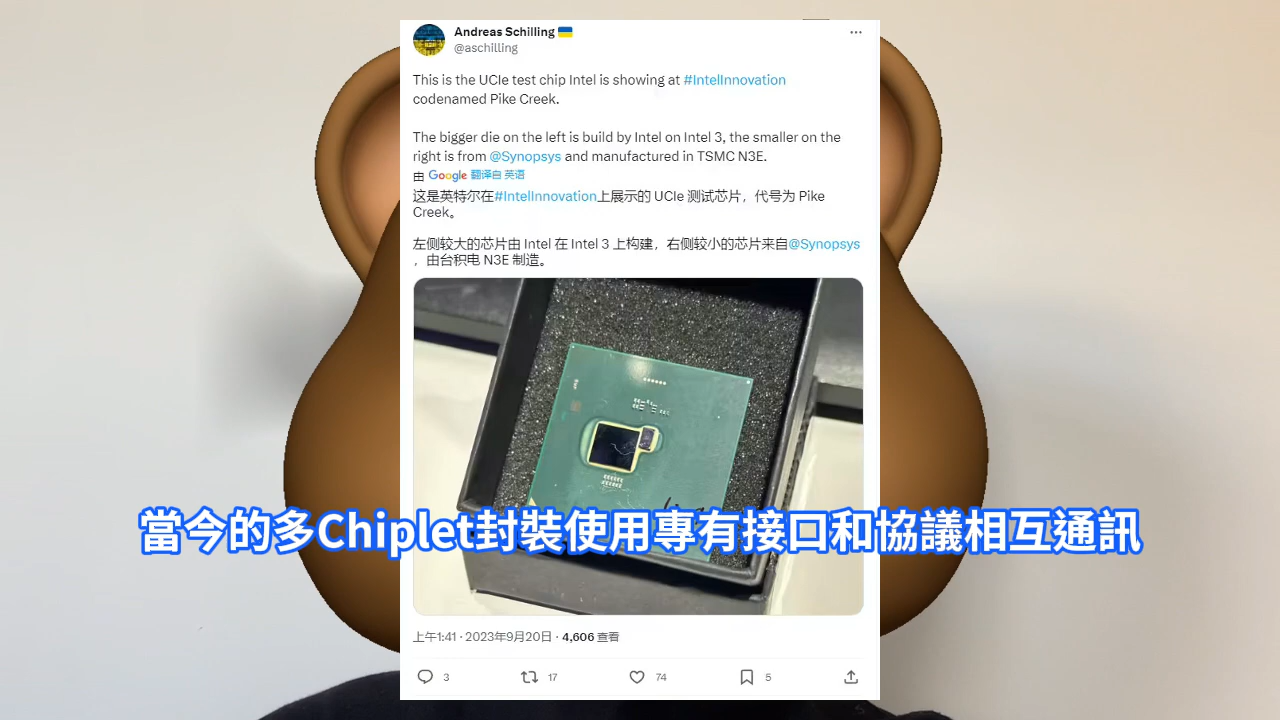 Andreas Schilling
@aschilling
This is the UCIe test chip Intel is showing at #IntelInnovation
codenamed Pike Creek.
The bigger die on the left is build by Intel on Intel 3, the smaller on the
right is from @Synopsys and manufactured in TSMC N3E.
由 Google 翻译自 英语
这是英特尔在#IntelInnovation上展示的 UCIe 测试芯片，代号为 Pike
Creek。
左侧较大的芯片由 Intel 在 Intel 3 上构建，右侧较小的芯片来自@Synopsys
，由台积电 N3E 制造。
當今的多Chiplet封裝使用專有接口和協議相互通訊
上午1:41 · 2023年9月20日 · 4,606 查看
3 17 74 5